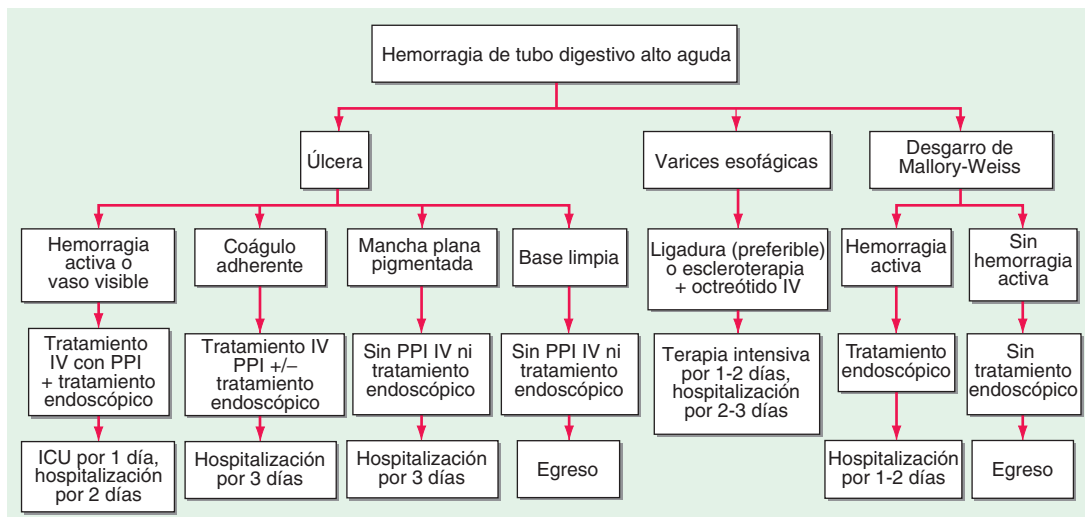 Hemorragia de tubo digestivo alto aguda
Úlcera
Varices esofágicas
Desgarro de
Mallory-Weiss
Hemorragia
activa o
vaso visible
Coágulo
adherente
Mancha plana
pigmentada
Base limpia
Ligadura (preferible)
o escleroterapia
+ octreótido IV
Hemorragia
activa
Sin
hemorragia
activa
Tratamiento
IV con PPI
+ tratamiento
endoscópico
Tratamiento IV
PPI +/–
tratamiento
endoscópico
Sin PPI IV ni
tratamiento
endoscópico
Sin PPI IV ni
tratamiento
endoscópico
Terapia intensiva
por 1-2 días,
hospitalización
por 2-3 días
Tratamiento
endoscópico
Sin
tratamiento
endoscópico
ICU por 1 día,
hospitalización
por 2 días
Hospitalización
por 3 días
Hospitalización
por 3 días
Egreso
Hospitalización
por 1-2 días
Egreso